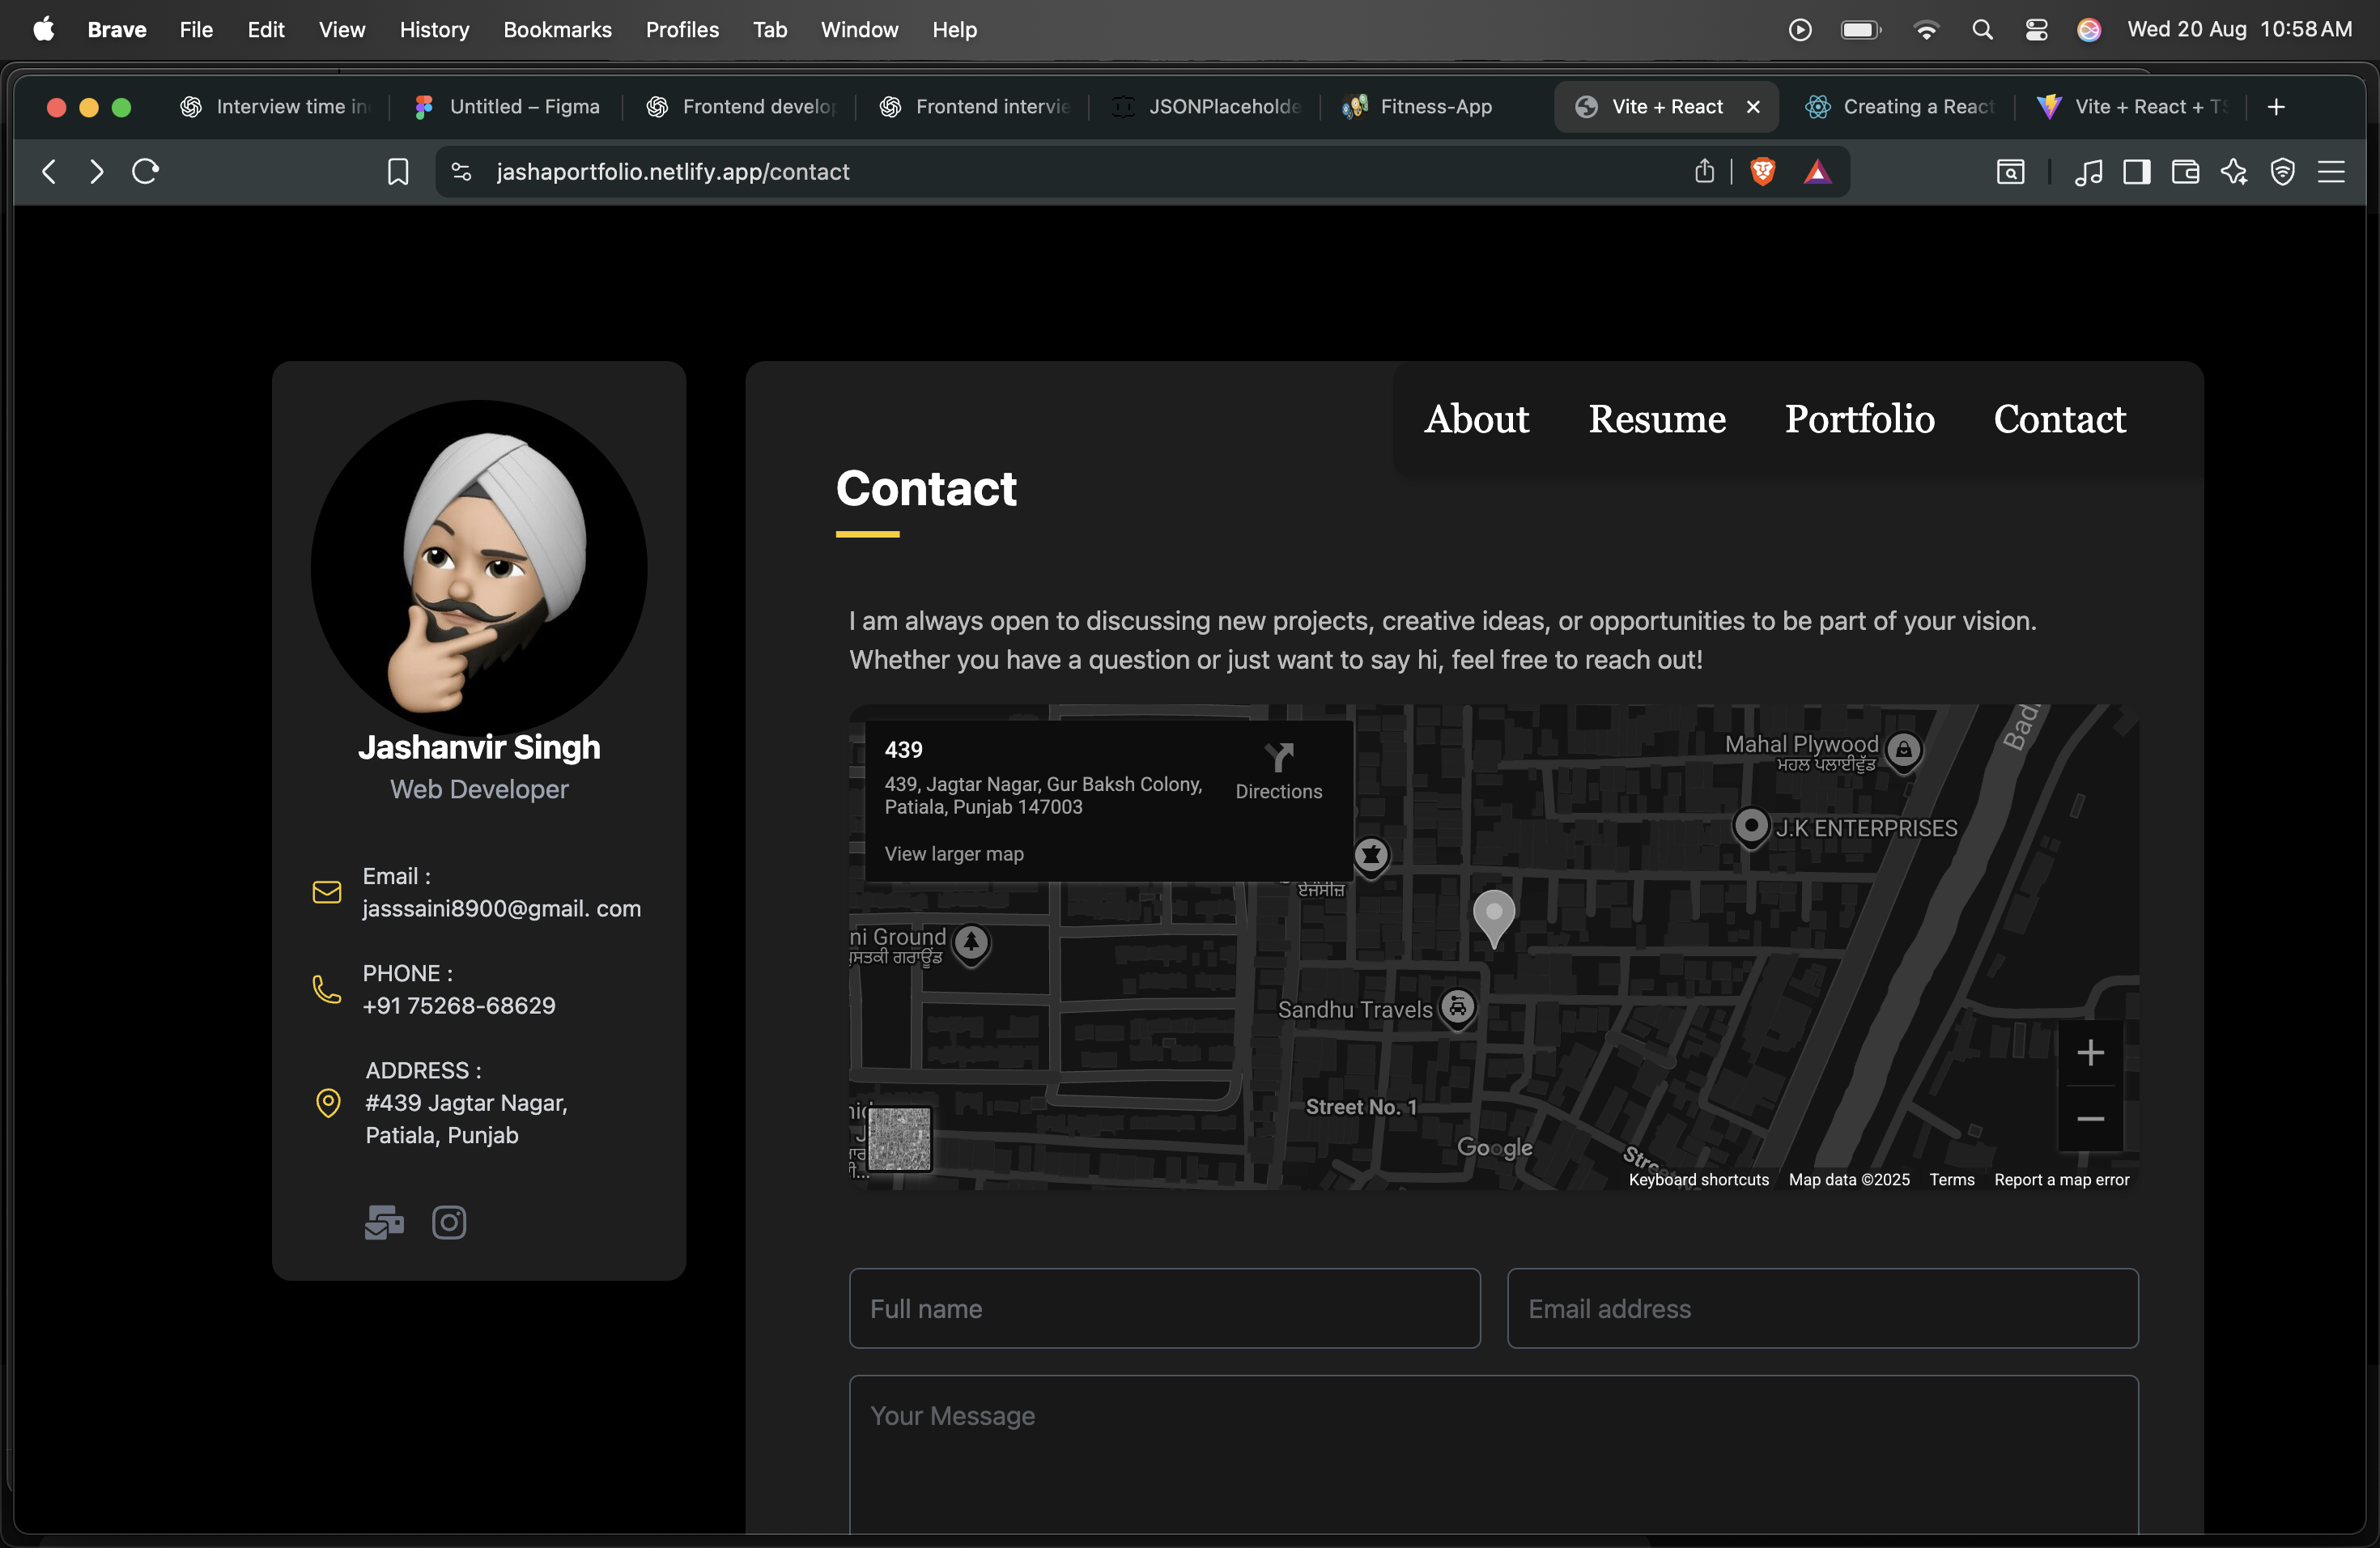 Brave File Edit View History Bookmarks Profiles Tab Window Help Wed 20 Aug 10:58 AM
Interview time in Untitled – Figma Frontend develop Frontend intervie JSONPlaceholde Fitness-App Vite + React Creating a React Vite + React + TS
jashaportfolio.netlify.app/contact
About Resume Portfolio Contact
Jashanvir Singh
Web Developer
Email :
jasssaini8900@gmail. com
PHONE :
+91 75268-68629
ADDRESS :
#439 Jagtar Nagar,
Patiala, Punjab
Contact
I am always open to discussing new projects, creative ideas, or opportunities to be part of your vision.
Whether you have a question or just want to say hi, feel free to reach out!
439
439, Jagtar Nagar, Gur Baksh Colony,
Patiala, Punjab 147003
Directions
View larger map
Mahal Plywood
ਮਹਲ ਪਲਾਈਵੁੱਡ
Bad
J.K ENTERPRISES
ਏਜੰਸੀਜ਼
ni Ground
ਗਰਾਊਂਡ
Sandhu Travels
Street No. 1
Google
Stre
Keyboard shortcuts Map data ©2025 Terms Report a map error
Full name
Email address
Your Message